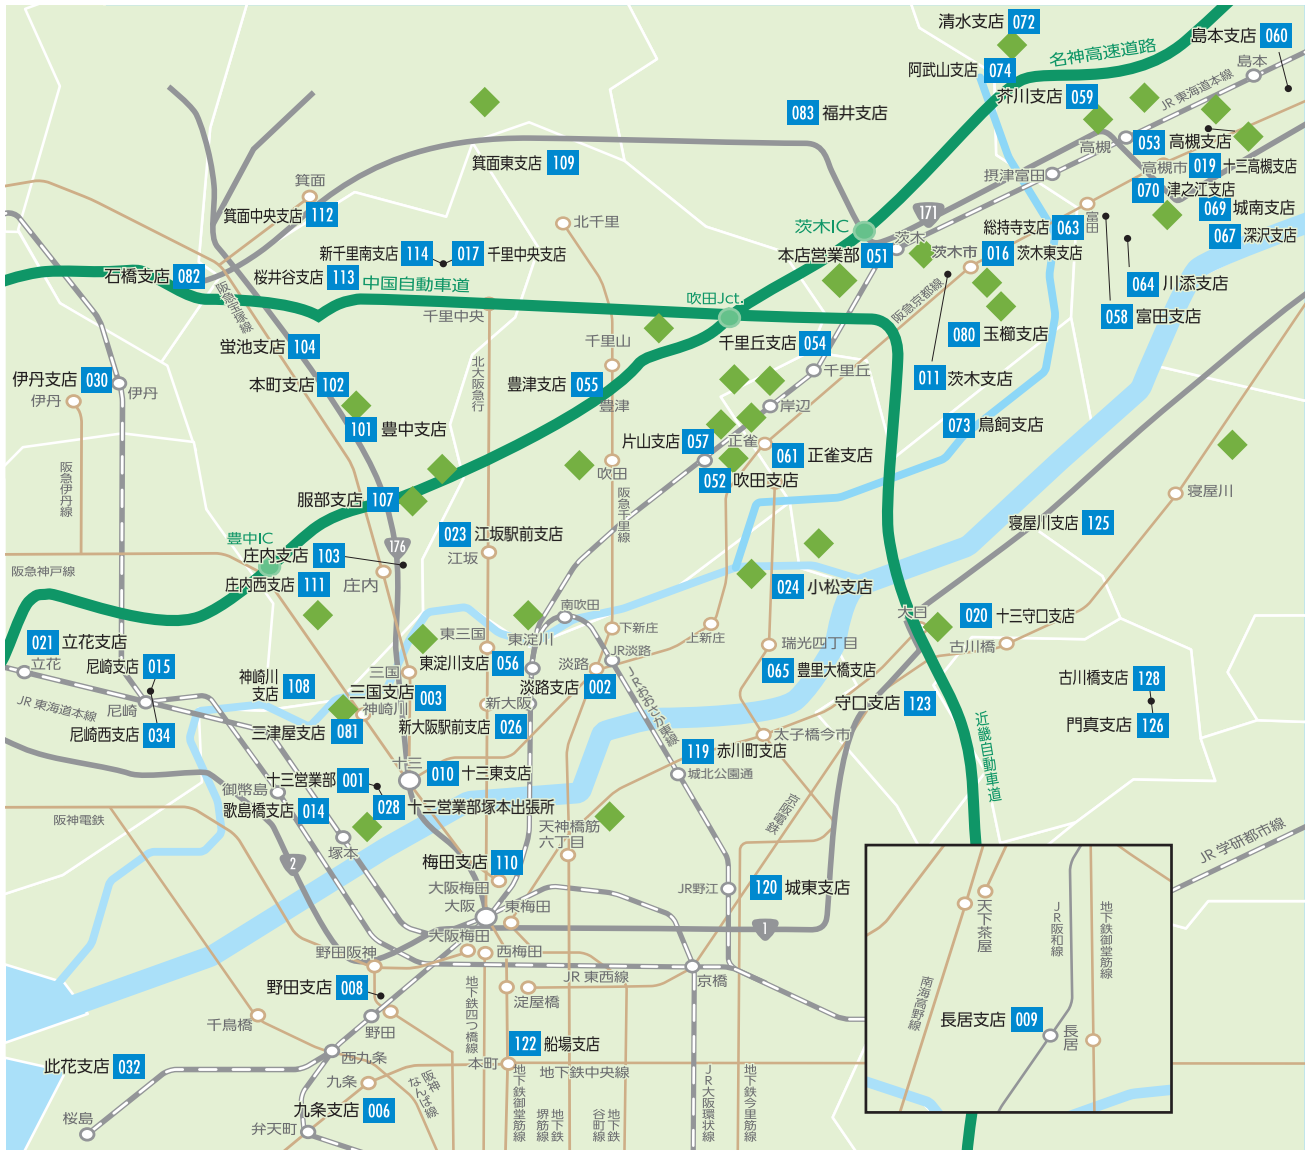 清水支店 072
島本支店 060
名神高速道路
島本
阿武山支店 074
芥川支店 059
JR 東海道本線
083 福井支店
高槻
053 高槻支店
箕面東支店 109
高槻市
019 十三高槻支店
摂津富田
070 津之江支店
箕面
069 城南支店
箕面中央支店 112
北千里
171
茨木IC
総持寺支店 063
富田
067 深沢支店
茨木
新千里南支店 114
017 千里中央支店
本店営業部 051
茨木市
016 茨木東支店
石橋支店 082
桜井谷支店 113
中国自動車道
064 川添支店
阪急宝塚線
吹田Jct.
阪急京都線
千里中央
058 富田支店
080 玉櫛支店
蛍池支店 104
千里山
千里丘支店 054
伊丹支店 030
伊丹
伊丹
本町支店 102
北大阪急行
豊津支店 055
千里丘
011 茨木支店
豊津
岸辺
101 豊中支店
073 鳥飼支店
片山支店 057
正雀
061 正雀支店
阪急伊丹線
吹田
052 吹田支店
寝屋川
服部支店 107
阪急千里線
寝屋川支店 125
023 江坂駅前支店
豊中IC
176
庄内支店 103
江坂
阪急神戸線
庄内西支店 111
庄内
024 小松支店
南吹田
大日
020 十三守口支店
021 立花支店
東三国
東淀川
下新庄
上新庄
古川橋
瑞光四丁目
立花
尼崎支店 015
東淀川支店 056
淡路
JR淡路
065 豊里大橋支店
三国
神崎川支店 108
三国支店 003
淡路支店 002
古川橋支店 128
JR 東海道本線
尼崎
神崎川
新大阪
JRおおさか東線
守口支店 123
新大阪駅前支店 026
門真支店 126
尼崎西支店 034
三津屋支店 081
太子橋今市
近畿自動車道
119 赤川町支店
十三
十三営業部 001
010 十三東支店
城北公園通
御幣島
歌島橋支店 014
028 十三営業部塚本出張所
阪神電鉄
京阪電鉄
天神橋筋六丁目
塚本
JR 学研都市線
2
梅田支店 110
大阪梅田
JR野江
120 城東支店
大阪
東梅田
1
大阪梅田
野田阪神
西梅田
JR 東西線
京橋
野田支店 008
地下鉄四つ橋線
淀屋橋
千鳥橋
野田
122 船場支店
西九条
此花支店 032
本町
地下鉄中央線
九条
阪神なんば線
九条支店 006
桜島
弁天町
地下鉄御堂筋線
地下鉄堺筋線
地下鉄谷町線
JR大阪環状線
地下鉄今里筋線
天下茶屋
JR阪和線
地下鉄御堂筋線
南海高野線
長居支店 009
長居